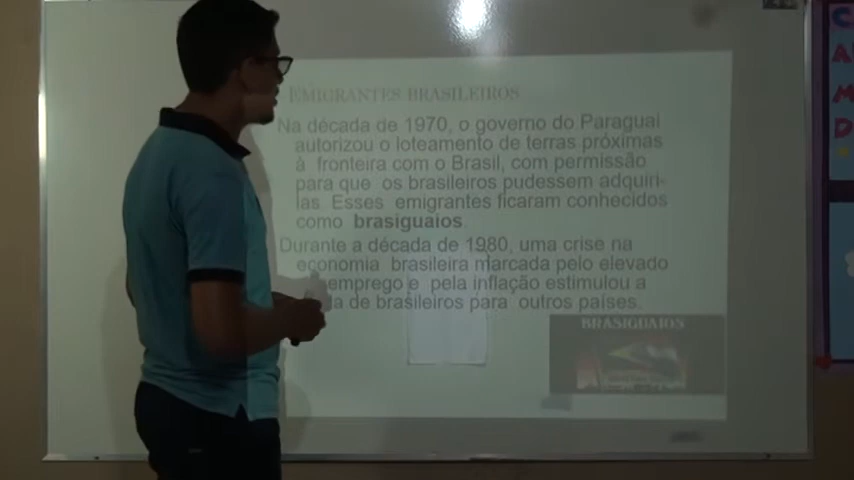 EMIGRANTES BRASILEIROS
Na década de 1970, o governo do Paraguai
autorizou o loteamento de terras próximas
à fronteira com o Brasil, com permissão
para que os brasileiros pudessem adquiri-
las. Esses emigrantes ficaram conhecidos
como brasiguaios.
Durante a década de 1980, uma crise na
economia brasileira marcada pelo elevado
emprego e pela inflação estimulou a
da de brasileiros para outros países.
BRASIGUAIOS